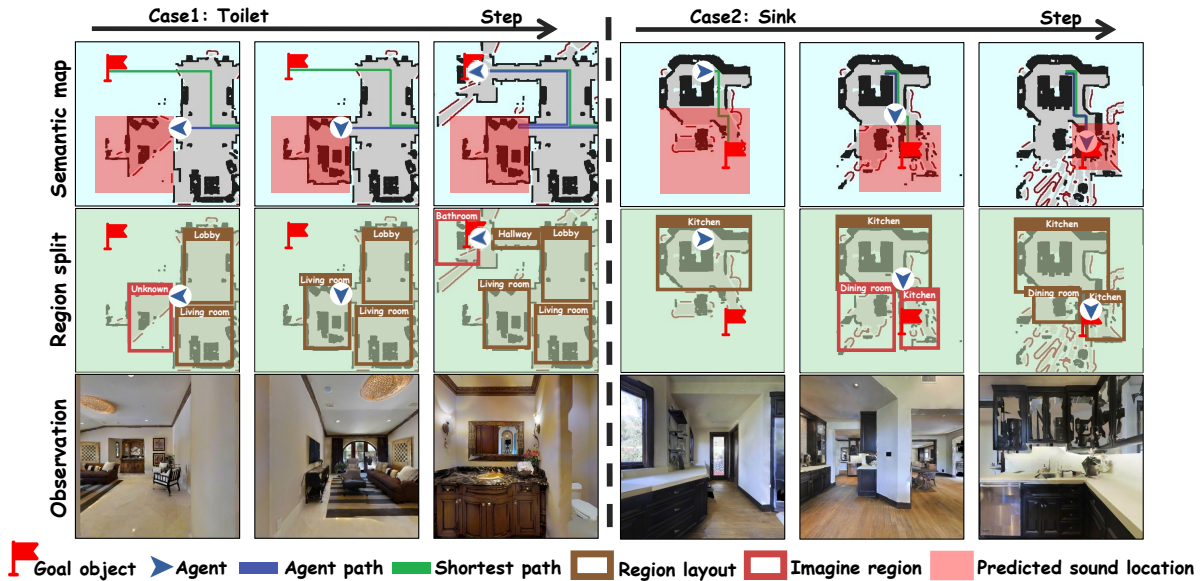 Case1: Toilet
Step
Case2: Sink
Step
Semantic map
Region split
Lobby
Unknown
Living room
Lobby
Living room
Living room
Bathroom
Hallway
Lobby
Living room
Living room
Kitchen
Kitchen
Dining room
Kitchen
Kitchen
Dining room
Kitchen
Observation
Goal object
Agent
Agent path
Shortest path
Region layout
Imagine region
Predicted sound location